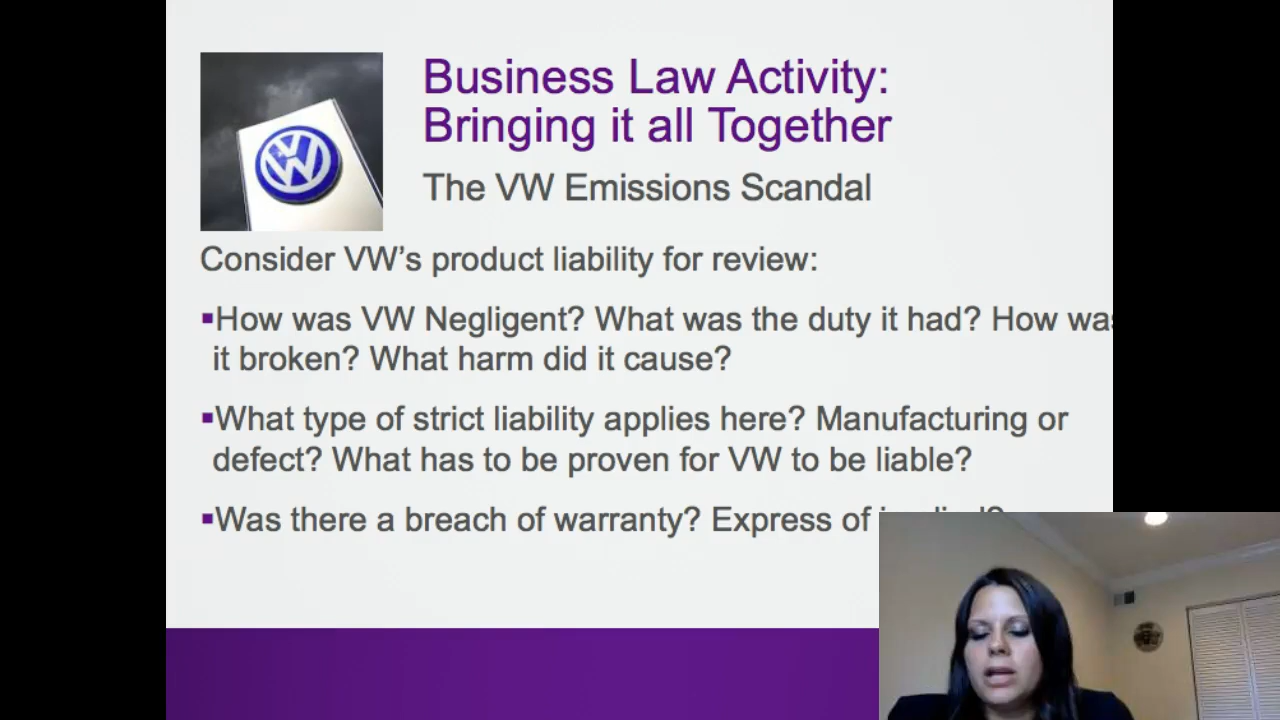 Business Law Activity:
Bringing it all Together
The VW Emissions Scandal
Consider VW's product liability for review:
▪How was VW Negligent? What was the duty it had? How was
it broken? What harm did it cause?
▪What type of strict liability applies here? Manufacturing or
defect? What has to be proven for VW to be liable?
▪Was there a breach of warranty? Express of implied?